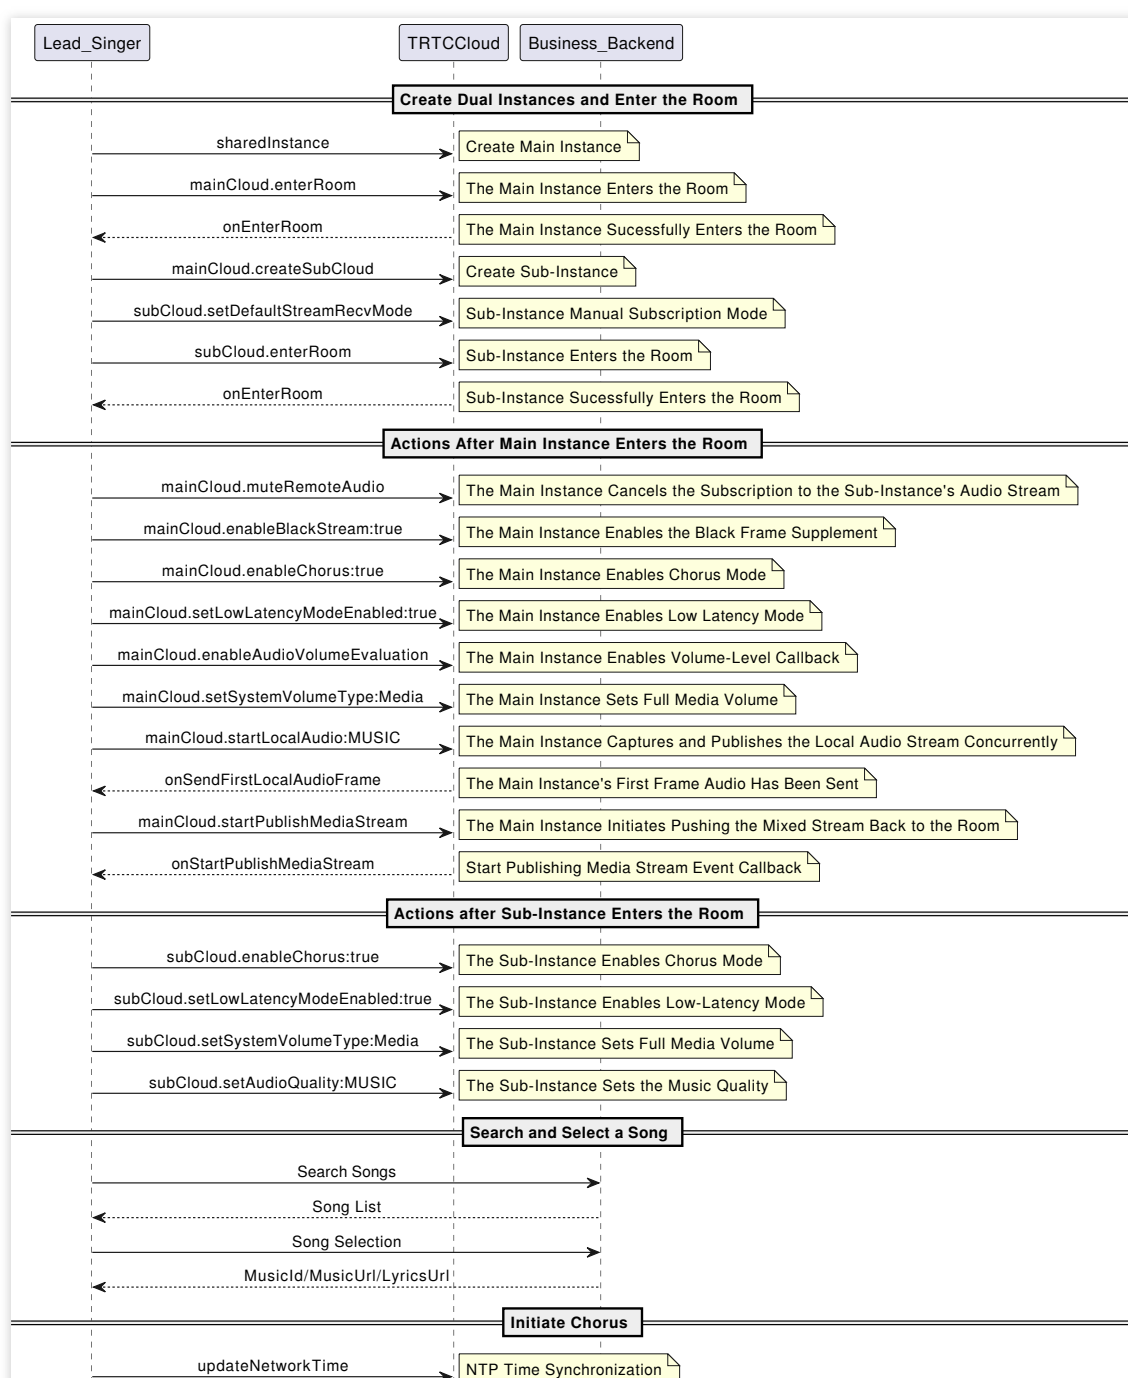 Lead_Singer
TRTCCloud
Business_Backend
Create Dual Instances and Enter the Room
sharedInstance
Create Main Instance
mainCloud.enterRoom
The Main Instance Enters the Room
onEnterRoom
The Main Instance Sucessfully Enters the Room
mainCloud.createSubCloud
Create Sub-Instance
subCloud.setDefaultStreamRecvMode
Sub-Instance Manual Subscription Mode
subCloud.enterRoom
Sub-Instance Enters the Room
onEnterRoom
Sub-Instance Sucessfully Enters the Room
Actions After Main Instance Enters the Room
mainCloud.muteRemoteAudio
The Main Instance Cancels the Subscription to the Sub-Instance's Audio Stream
mainCloud.enableBlackStream:true
The Main Instance Enables the Black Frame Supplement
mainCloud.enableChorus:true
The Main Instance Enables Chorus Mode
mainCloud.setLowLatencyModeEnabled:true
The Main Instance Enables Low Latency Mode
mainCloud.enableAudioVolumeEvaluation
The Main Instance Enables Volume-Level Callback
mainCloud.setSystemVolumeType:Media
The Main Instance Sets Full Media Volume
mainCloud.startLocalAudio:MUSIC
The Main Instance Captures and Publishes the Local Audio Stream Concurrently
onSendFirstLocalAudioFrame
The Main Instance's First Frame Audio Has Been Sent
mainCloud.startPublishMediaStream
The Main Instance Initiates Pushing the Mixed Stream Back to the Room
onStartPublishMediaStream
Start Publishing Media Stream Event Callback
Actions after Sub-Instance Enters the Room
subCloud.enableChorus:true
The Sub-Instance Enables Chorus Mode
subCloud.setLowLatencyModeEnabled:true
The Sub-Instance Enables Low-Latency Mode
subCloud.setSystemVolumeType:Media
The Sub-Instance Sets Full Media Volume
subCloud.setAudioQuality:MUSIC
The Sub-Instance Sets the Music Quality
Search and Select a Song
Search Songs
Song List
Song Selection
MusicId/MusicUrl/LyricsUrl
Initiate Chorus
updateNetworkTime
NTP Time Synchronization